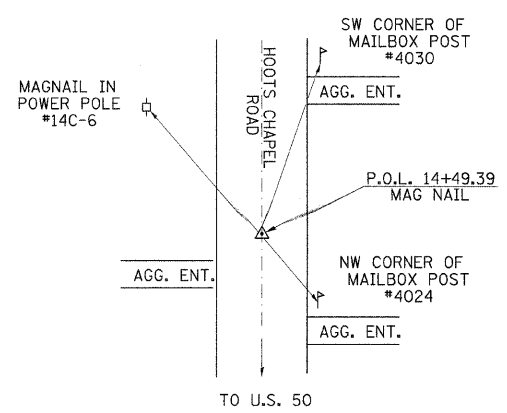 SW CORNER OF
MAILBOX POST
#4030
HOOTS CHAPEL
ROAD
MAGNAIL IN
POWER POLE
#14C-6
AGG. ENT.
P.O.L. 14+49.39
MAG NAIL
NW CORNER OF
MAILBOX POST
#4024
AGG. ENT.
AGG. ENT.
TO U.S. 50